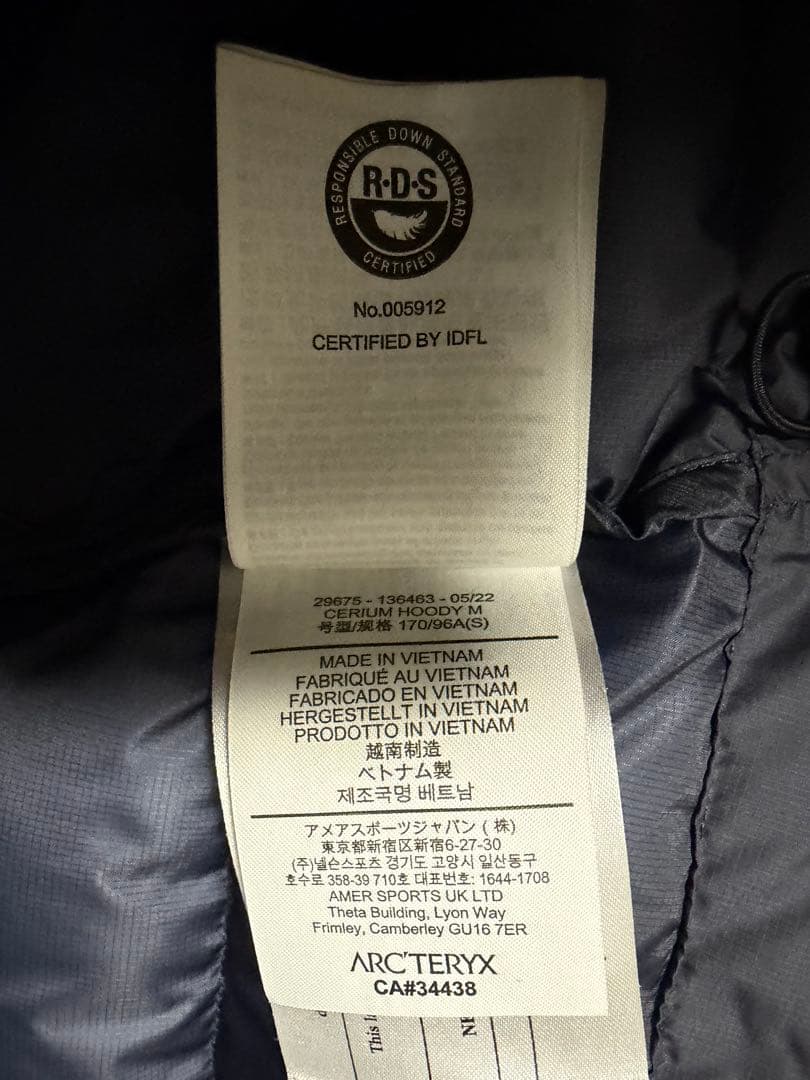 RESPONSIBLE DOWN STANDARD
R·D·S
CERTIFIED
No.005912
CERTIFIED BY IDFL
29675 - 136463 - 05/22
CERIUM HOODY M
号型/规格 170/96A(S)
MADE IN VIETNAM
FABRIQUÉ AU VIETNAM
FABRICADO EN VIETNAM
HERGESTELLT IN VIETNAM
PRODOTTO IN VIETNAM
越南制造
ベトナム製
제조국명 베트남
アメアスポーツジャパン ( 株)
東京都新宿区新宿6-27-30
(주)넬슨스포츠 경기도 고양시 일산동구
호수로 358-39 710호 대표번호: 1644-1708
AMER SPORTS UK LTD
Theta Building, Lyon Way
Frimley, Camberley GU16 7ER
ARC'TERYX
CA#34438
This